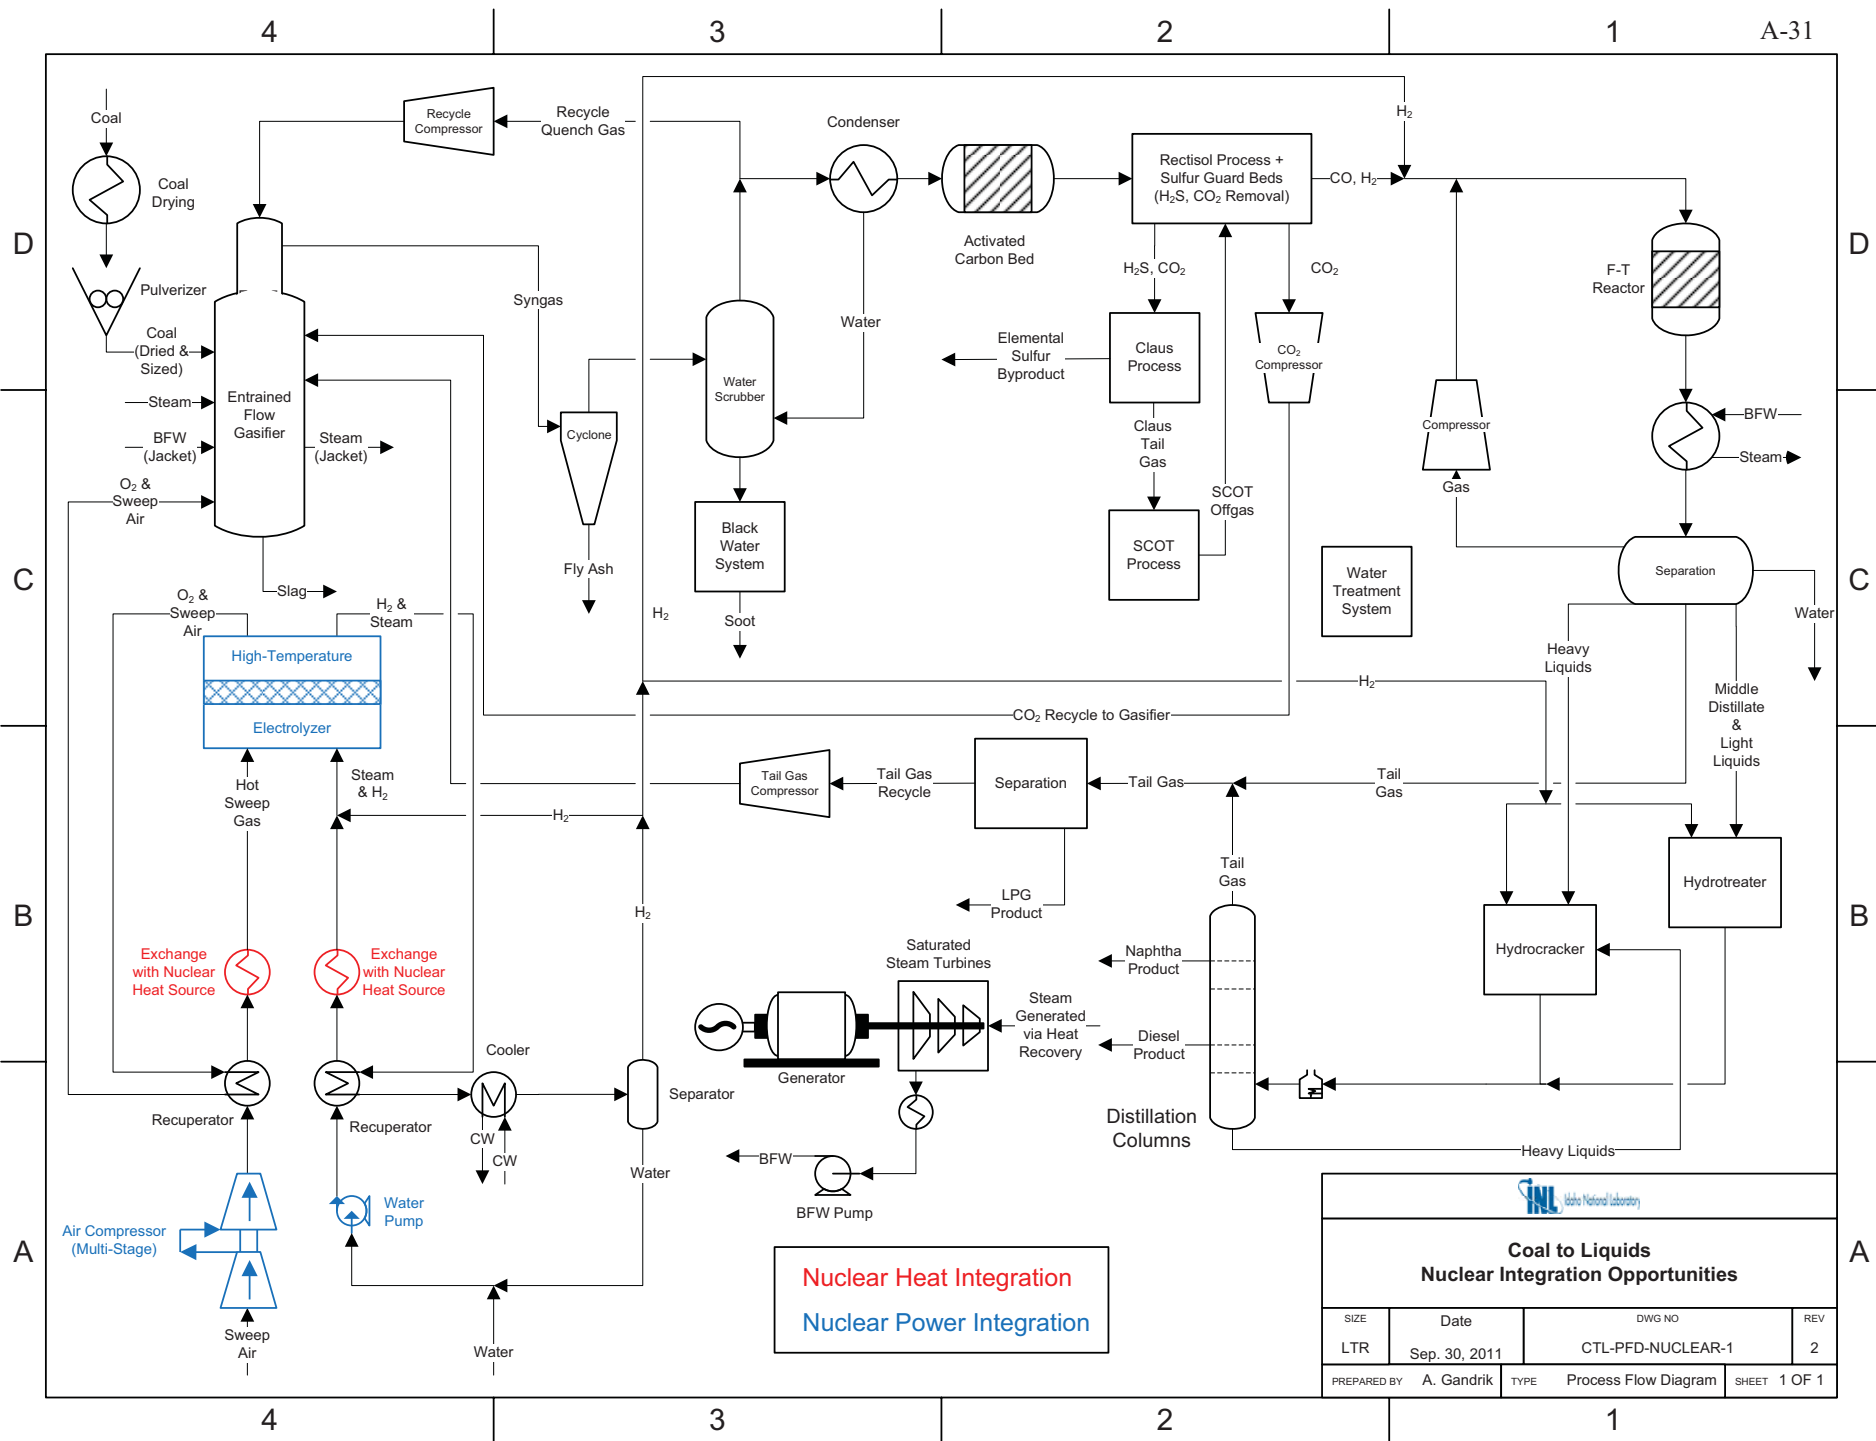 4
3
2
1
A-31
Coal
Recycle
Compressor
Recycle
Quench Gas
Condenser
H₂
Coal
Drying
Rectisol Process +
Sulfur Guard Beds
(H₂S, CO₂ Removal)
CO, H₂
D
D
Activated
Carbon Bed
H₂S, CO₂
CO₂
F-T
Reactor
Pulverizer
Syngas
Water
Coal
(Dried &
Sized)
Elemental
Sulfur
Byproduct
Claus
Process
CO₂
Compressor
Water
Scrubber
Entrained
Flow
Gasifier
Steam
BFW
(Jacket)
Steam
(Jacket)
Cyclone
Claus
Tail
Gas
Compressor
BFW
Steam
O₂ &
Sweep
Air
SCOT
Offgas
Gas
Black
Water
System
SCOT
Process
Fly Ash
Slag
C
C
Water
Treatment
System
Separation
O₂ &
Sweep
Air
H₂ &
Steam
H₂
Soot
Water
High-Temperature
Electrolyzer
Heavy
Liquids
H₂
Middle
Distillate
&
Light
Liquids
CO₂ Recycle to Gasifier
Hot
Sweep
Gas
Steam
& H₂
Tail Gas
Compressor
Tail Gas
Recycle
Separation
Tail Gas
Tail
Gas
H₂
Tail
Gas
Hydrotreater
LPG
Product
B
B
H₂
Exchange
with Nuclear
Heat Source
Exchange
with Nuclear
Heat Source
Saturated
Steam Turbines
Naphtha
Product
Hydrocracker
Steam
Generated
via Heat
Recovery
Diesel
Product
Cooler
Generator
Separator
Recuperator
Recuperator
CW
CW
Distillation
Columns
Heavy Liquids
BFW
Water
BFW Pump
Air Compressor
(Multi-Stage)
Water
Pump
A
A
Sweep
Air
Water
Nuclear Heat Integration
Nuclear Power Integration
INL Idaho National Laboratory
Coal to Liquids
Nuclear Integration Opportunities
SIZE
LTR
Date
Sep. 30, 2011
DWG NO
CTL-PFD-NUCLEAR-1
REV
2
PREPARED BY A. Gandrik
TYPE Process Flow Diagram
SHEET 1 OF 1
4
3
2
1